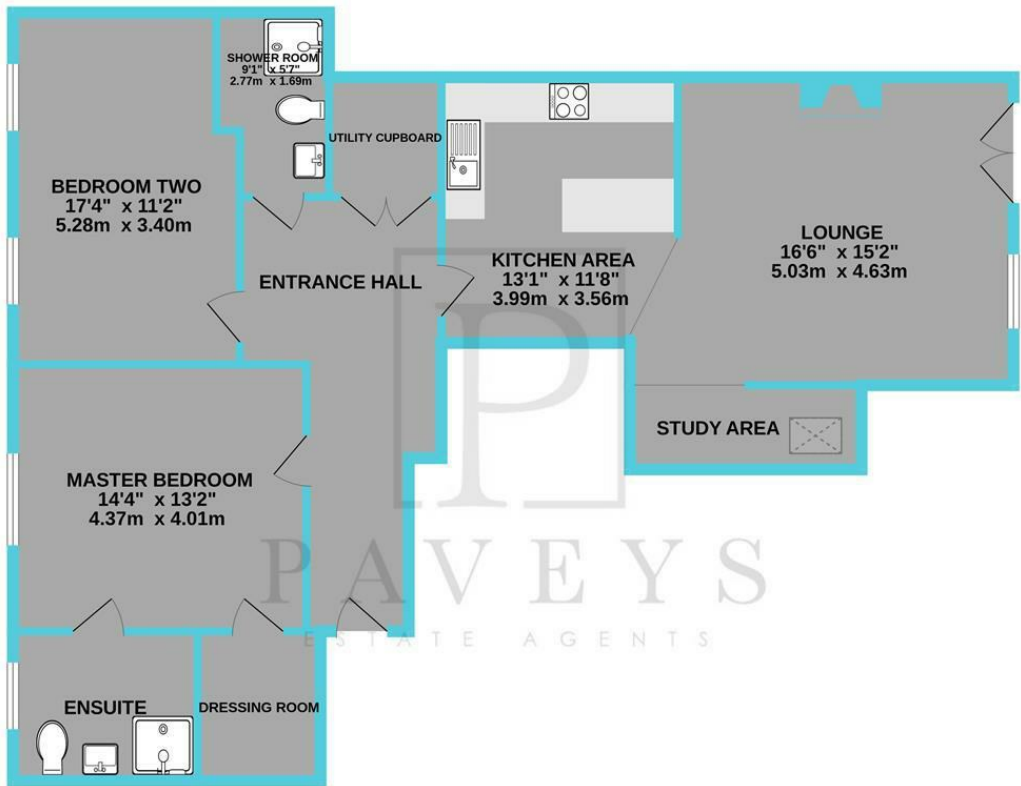 SHOWER ROOM
9'1" x 5'7"
2.77m x 1.69m
UTILITY CUPBOARD
BEDROOM TWO
17'4" x 11'2"
5.28m x 3.40m
ENTRANCE HALL
KITCHEN AREA
13'1" x 11'8"
3.99m x 3.56m
LOUNGE
16'6" x 15'2"
5.03m x 4.63m
STUDY AREA
MASTER BEDROOM
14'4" x 13'2"
4.37m x 4.01m
ENSUITE
DRESSING ROOM
P
PAVEYS
ESTATE AGENTS